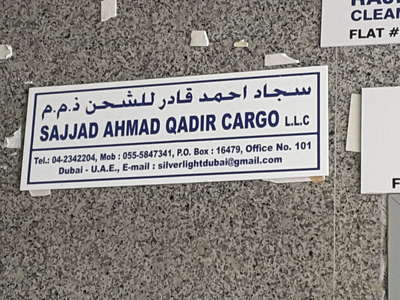 سجاد احمد قادر للشحن ذ.م.م
SAJJAD AHMAD QADIR CARGO L.L.C
Tel.: 04-2342204, Mob : 055-5847341, P.O. Box : 16479, Office No. 101
Dubai - U.A.E., E-mail : silverlightdubai@gmail.com
CLEAN
FLAT #
F